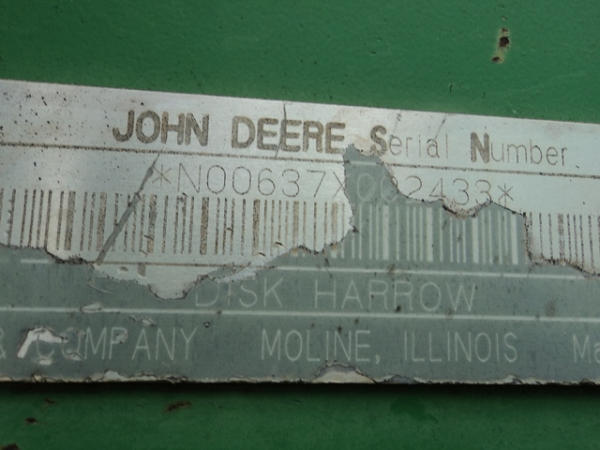 JOHN DEERE Serial Number
*N00637X002433*
DISK HARROW
& COMPANY MOLINE, ILLINOIS